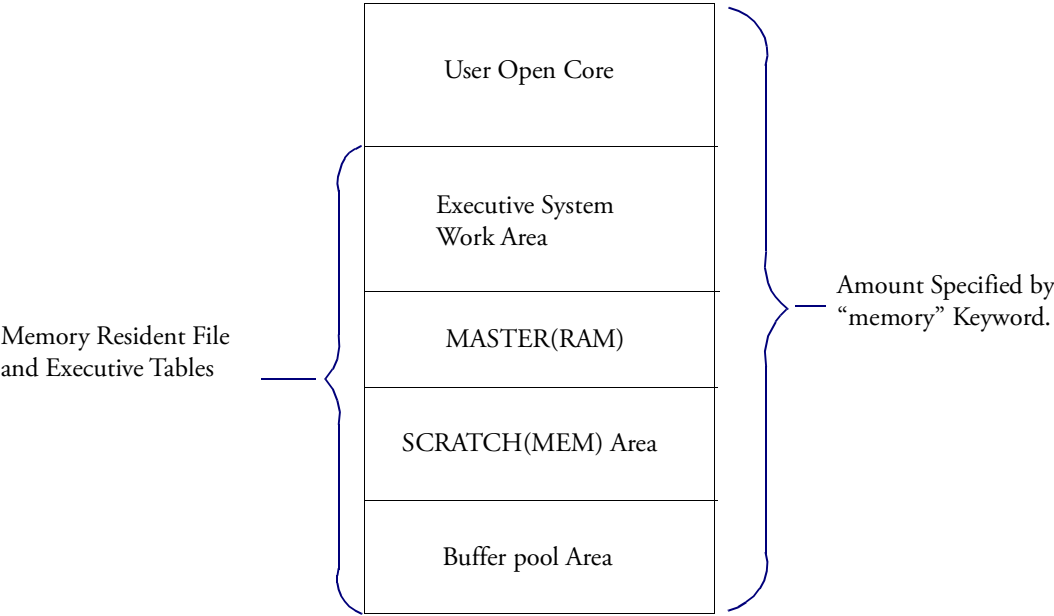 User Open Core
Executive System
Work Area
MASTER(RAM)
SCRATCH(MEM) Area
Buffer pool Area
Memory Resident File
and Executive Tables
Amount Specified by
“memory” Keyword.